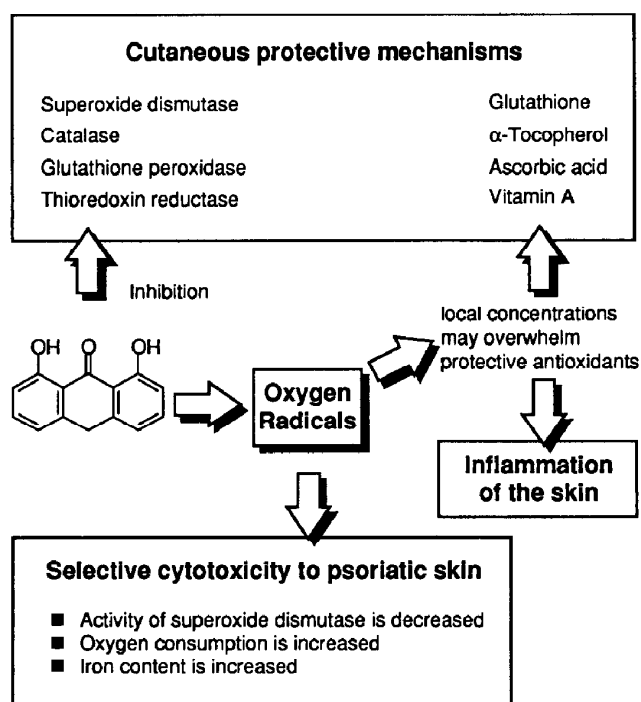 Cutaneous protective mechanisms
Superoxide dismutase
Catalase
Glutathione peroxidase
Thioredoxin reductase
Glutathione
α-Tocopherol
Ascorbic acid
Vitamin A
Inhibition
local concentrations
may overwhelm
protective antioxidants
OH O OH
Oxygen
Radicals
Inflammation
of the skin
Selective cytotoxicity to psoriatic skin
■ Activity of superoxide dismutase is decreased
■ Oxygen consumption is increased
■ Iron content is increased